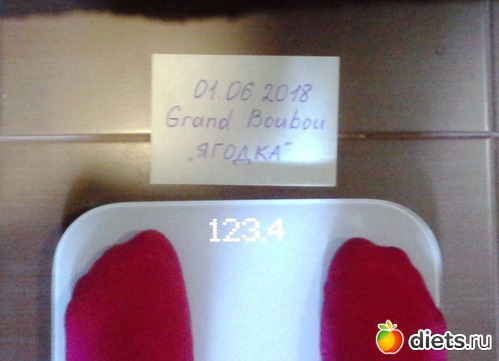 01.06.2018
Grand Boubou
„ЯГОДКА"
123.4
diets.ru